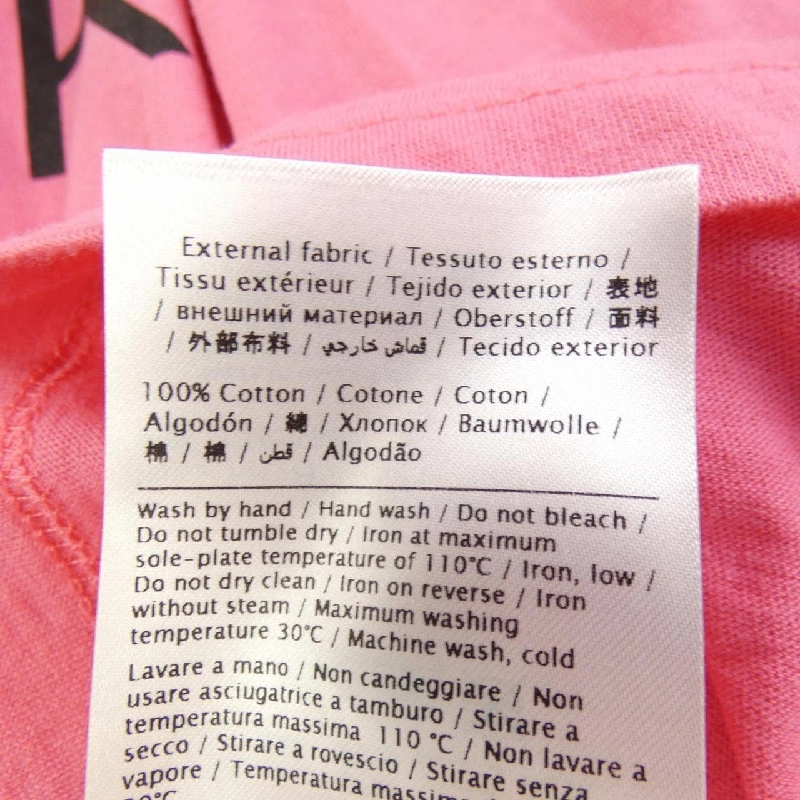 External fabric / Tessuto esterno /
Tissu extérieur / Tejido exterior / 表地
/ внешний материал / Oberstoff / 面料
/ 外部布料 / قماش خارجي / Tecido exterior
100% Cotton / Cotone / Coton /
Algodón / 綿 / Хлопок / Baumwolle /
棉 / 棉 / قطن / Algodão
Wash by hand / Hand wash / Do not bleach /
Do not tumble dry / Iron at maximum
sole-plate temperature of 110°C / Iron, low /
Do not dry clean / Iron on reverse / Iron
without steam / Maximum washing
temperature 30°C / Machine wash, cold
Lavare a mano / Non candeggiare / Non
usare asciugatrice a tamburo / Stirare a
temperatura massima 110 °C / Non lavare a
secco / Stirare a rovescio / Stirare senza
vapore / Temperatura massima